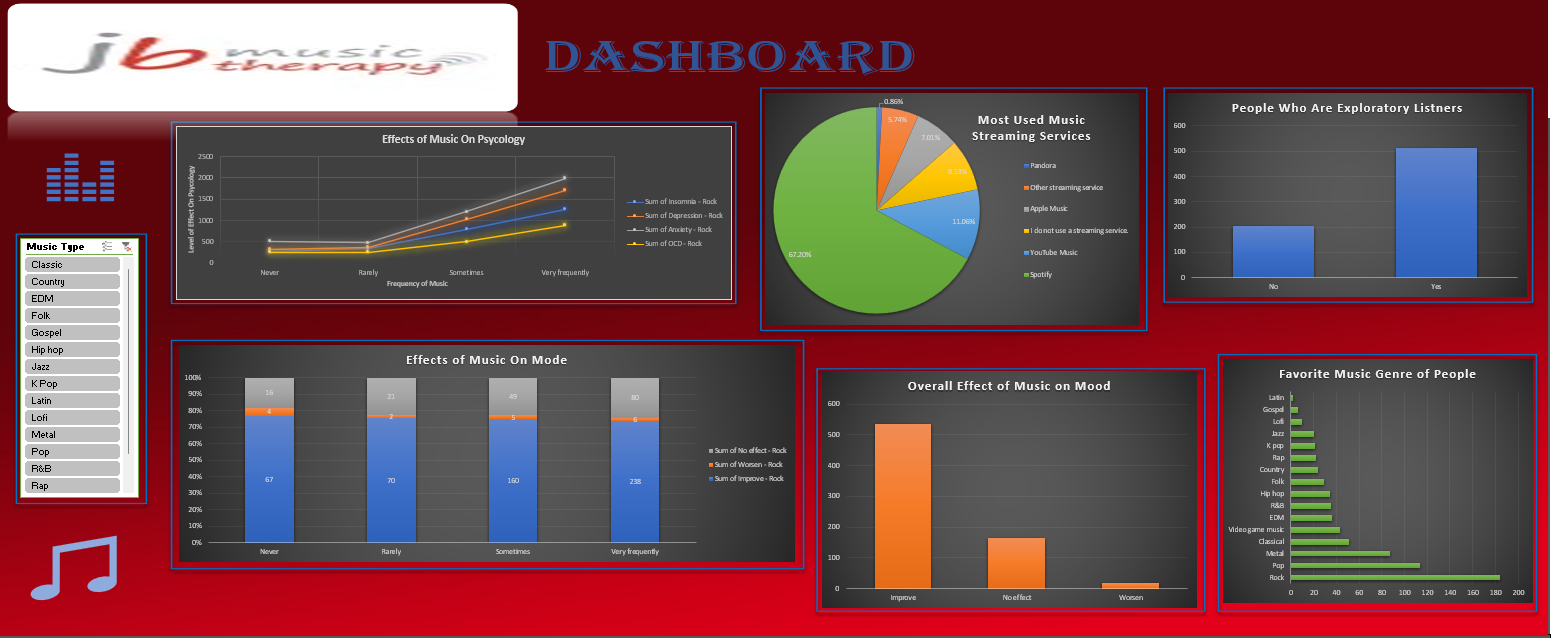 jb music
therapy
DASHBOARD
Music Type
Classic
Country
EDM
Folk
Gospel
Hip hop
Jazz
K Pop
Latin
Lofi
Metal
Pop
R&B
Rap
Effects of Music On Psycology
Level of Effect On Psycology
2500
2000
1500
1000
500
0
Never Rarely Sometimes Very frequently
Frequency of Music
Sum of Insomnia - Rock
Sum of Depression - Rock
Sum of Anxiety - Rock
Sum of OCD - Rock
Most Used Music
Streaming Services
0.86%
5.74%
7.01%
8.13%
11.06%
67.20%
Pandora
Other streaming service
Apple Music
I do not use a streaming service.
YouTube Music
Spotify
People Who Are Exploratory Listners
600
500
400
300
200
100
0
No Yes
Effects of Music On Mode
100%
90%
80%
70%
60%
50%
40%
30%
20%
10%
0%
16 21 49 80
4 2 5 6
67 70 160 238
Never Rarely Sometimes Very frequently
Sum of No effect - Rock
Sum of Worsen - Rock
Sum of Improve - Rock
Overall Effect of Music on Mood
600
500
400
300
200
100
0
Improve No effect Worsen
Favorite Music Genre of People
Latin
Gospel
Lofi
Jazz
K pop
Rap
Country
Folk
Hip hop
R&B
EDM
Video game music
Classical
Metal
Pop
Rock
0 20 40 60 80 100 120 140 160 180 200